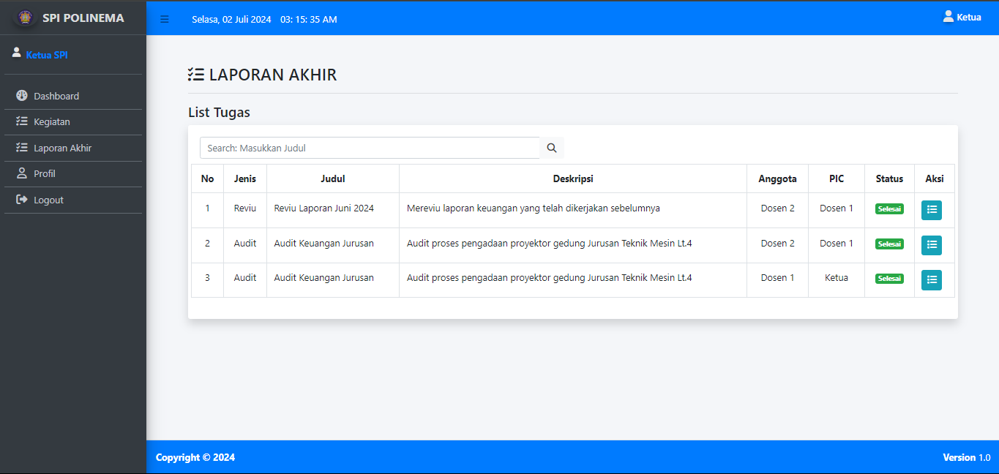 SPI POLINEMA
Selasa, 02 Juli 2024 03: 15: 35 AM
Ketua
Ketua SPI
Dashboard
Kegiatan
Laporan Akhir
Profil
Logout
LAPORAN AKHIR
List Tugas
Search: Masukkan Judul
No Jenis Judul Deskripsi Anggota PIC Status Aksi
1 Reviu Reviu Laporan Juni 2024 Mereviu laporan keuangan yang telah dikerjakan sebelumnya Dosen 2 Dosen 1 Selesai
2 Audit Audit Keuangan Jurusan Audit proses pengadaan proyektor gedung Jurusan Teknik Mesin Lt.4 Dosen 2 Dosen 1 Selesai
3 Audit Audit Keuangan Jurusan Audit proses pengadaan proyektor gedung Jurusan Teknik Mesin Lt.4 Dosen 1 Ketua Selesai
Copyright © 2024
Version 1.0